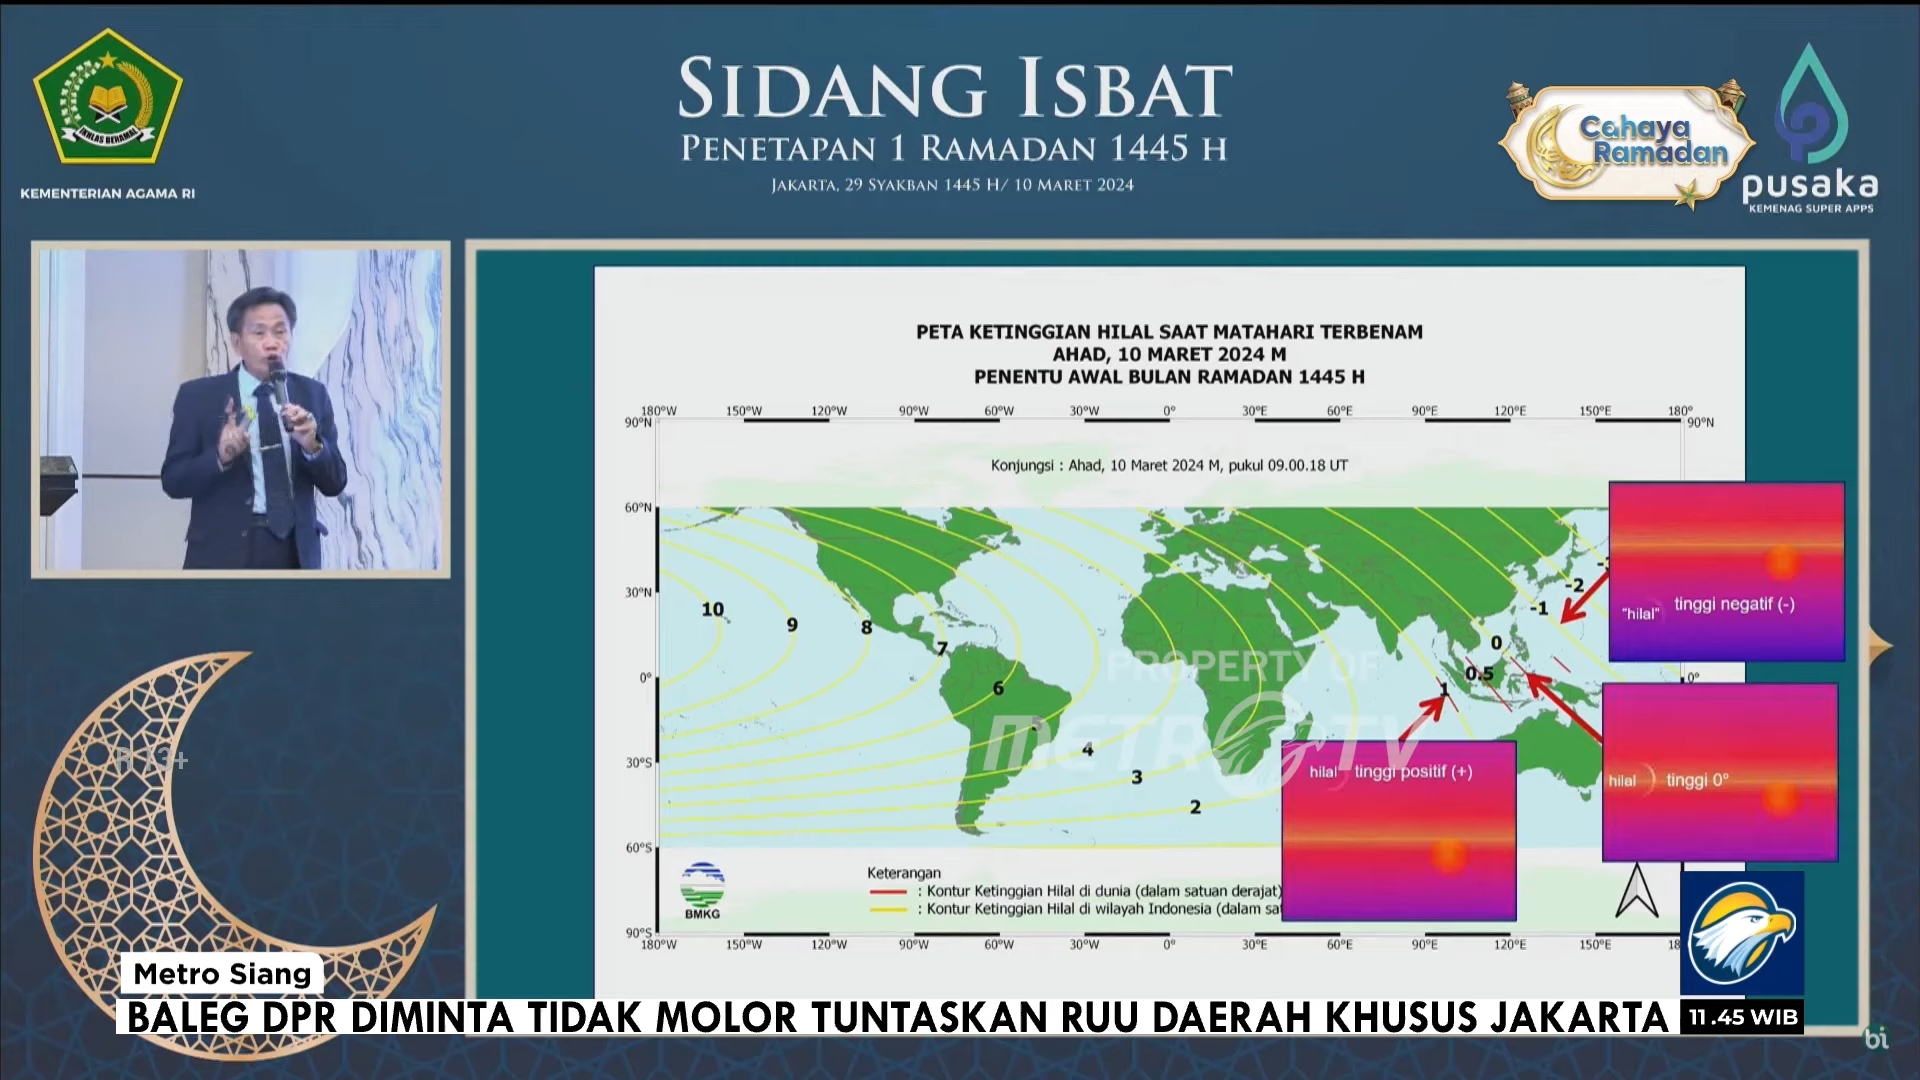 SIDANG ISBAT
PENETAPAN 1 RAMADAN 1445 H
JAKARTA, 29 SYAKBAN 1445 H/ 10 MARET 2024
IKHLAS BERAMAL
KEMENTERIAN AGAMA RI
Cahaya
Ramadan
pusaka
KEMENAG SUPER APPS
PETA KETINGGIAN HILAL SAAT MATAHARI TERBENAM
AHAD, 10 MARET 2024 M
PENENTU AWAL BULAN RAMADAN 1445 H
180°W 150°W 120°W 90°W 60°W 30°W 0° 30°E 60°E 90°E 120°E 150°E 180°
90°N 90°N
Konjungsi : Ahad, 10 Maret 2024 M, pukul 09.00.18 UT
60°N
-2
30°N
-1
"hilal" tinggi negatif (-)
10 9 8 7 6 4 3 2
0 0.5 1
0° 0°
PROPERTY OF
METRO TV
30°S
hilal tinggi positif (+)
hilal tinggi 0°
60°S
BMKG
Keterangan
: Kontur Ketinggian Hilal di dunia (dalam satuan derajat)
: Kontur Ketinggian Hilal di wilayah Indonesia (dalam sat
90°S
180°W 150°W 120°W 90°W 60°W 30°W 0° 30°E 60°E 90°E 120°E 150°E 18
R 13+
Metro Siang
BALEG DPR DIMINTA TIDAK MOLOR TUNTASKAN RUU DAERAH KHUSUS JAKARTA
11.45 WIB
bi